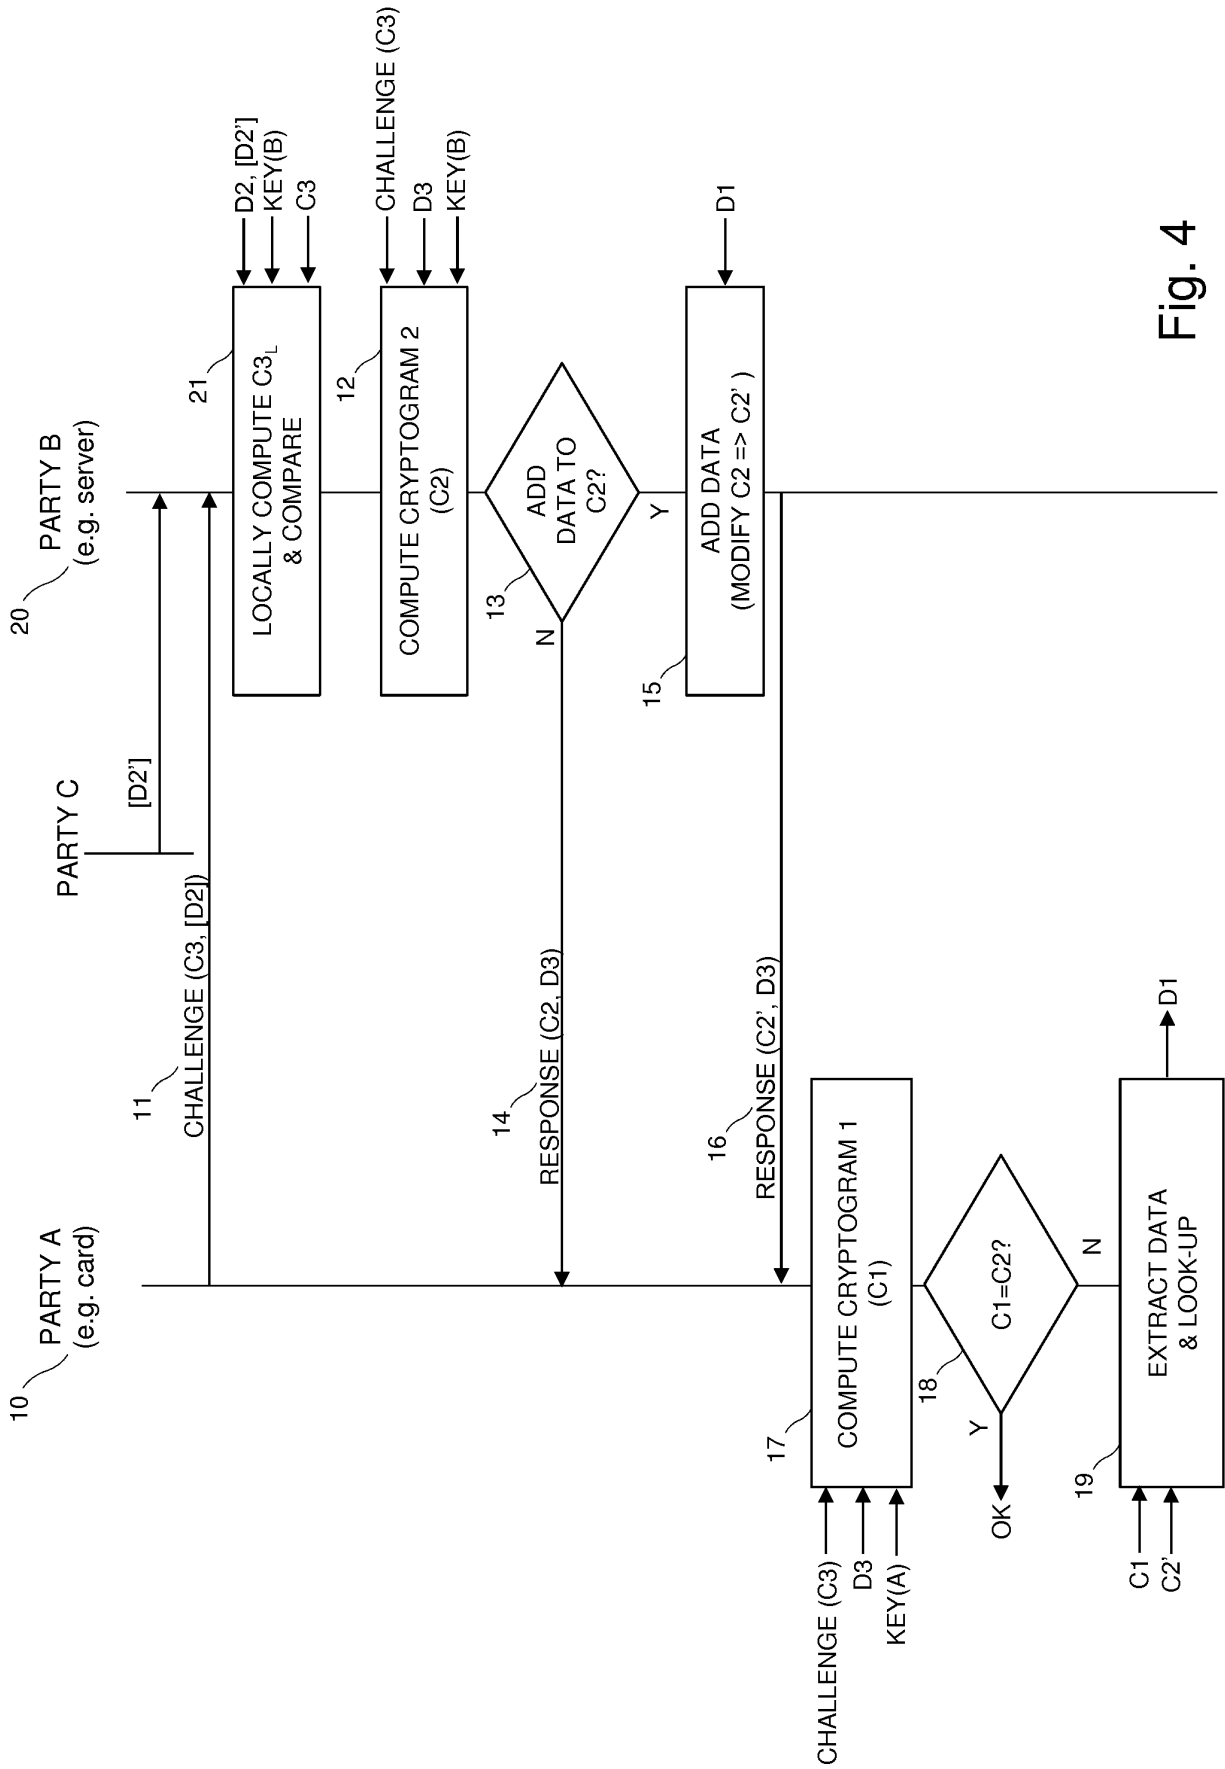 10
PARTY A
(e.g. card)
PARTY C
20
PARTY B
(e.g. server)
[D2']
11
CHALLENGE (C3, [D2])
21
LOCALLY COMPUTE C3L
& COMPARE
D2, [D2']
KEY(B)
C3
12
COMPUTE CRYPTOGRAM 2
(C2)
CHALLENGE (C3)
D3
KEY(B)
13
ADD
DATA TO
C2?
N
Y
14
RESPONSE (C2, D3)
15
ADD DATA
(MODIFY C2 => C2' )
D1
16
RESPONSE (C2', D3)
17
COMPUTE CRYPTOGRAM 1
(C1)
CHALLENGE (C3)
D3
KEY(A)
18
C1=C2?
Y
N
OK
19
EXTRACT DATA
& LOOK-UP
C1
C2'
D1
Fig. 4